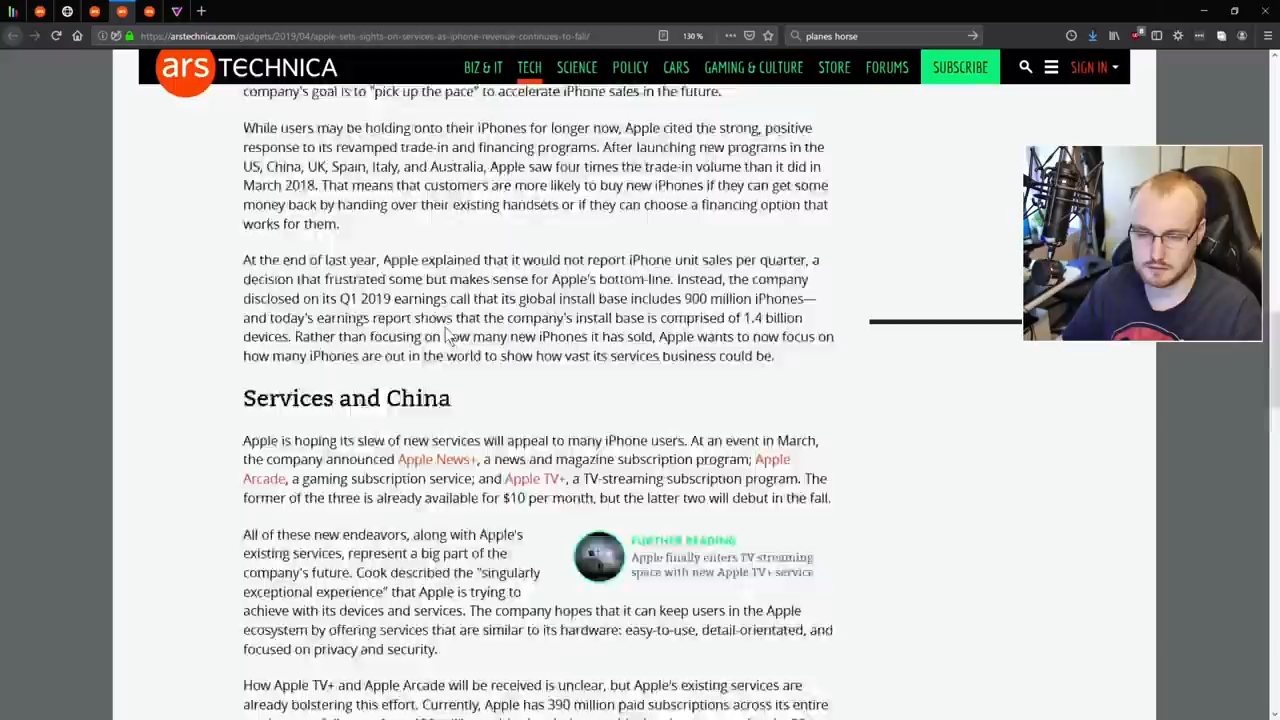 https://arstechnica.com/gadgets/2019/04/apple-sets-sights-on-services-as-iphone-revenue-continues-to-fall/
130%
planes horse
ars TECHNICA
BIZ & IT TECH SCIENCE POLICY CARS GAMING & CULTURE STORE FORUMS SUBSCRIBE SIGN IN
company's goal is to "pick up the pace" to accelerate iPhone sales in the future.
While users may be holding onto their iPhones for longer now, Apple cited the strong, positive
response to its revamped trade-in and financing programs. After launching new programs in the
US, China, UK, Spain, Italy, and Australia, Apple saw four times the trade-in volume than it did in
March 2018. That means that customers are more likely to buy new iPhones if they can get some
money back by handing over their existing handsets or if they can choose a financing option that
works for them.
At the end of last year, Apple explained that it would not report iPhone unit sales per quarter, a
decision that frustrated some but makes sense for Apple's bottom-line. Instead, the company
disclosed on its Q1 2019 earnings call that its global install base includes 900 million iPhones—
and today's earnings report shows that the company's install base is comprised of 1.4 billion
devices. Rather than focusing on how many new iPhones it has sold, Apple wants to now focus on
how many iPhones are out in the world to show how vast its services business could be.
Services and China
Apple is hoping its slew of new services will appeal to many iPhone users. At an event in March,
the company announced Apple News+, a news and magazine subscription program; Apple
Arcade, a gaming subscription service; and Apple TV+, a TV-streaming subscription program. The
former of the three is already available for $10 per month, but the latter two will debut in the fall.
All of these new endeavors, along with Apple's
existing services, represent a big part of the
company's future. Cook described the "singularly
exceptional experience" that Apple is trying to
FURTHER READING
Apple finally enters TV streaming
space with new Apple TV+ service
achieve with its devices and services. The company hopes that it can keep users in the Apple
ecosystem by offering services that are similar to its hardware: easy-to-use, detail-orientated, and
focused on privacy and security.
How Apple TV+ and Apple Arcade will be received is unclear, but Apple's existing services are
already bolstering this effort. Currently, Apple has 390 million paid subscriptions across its entire